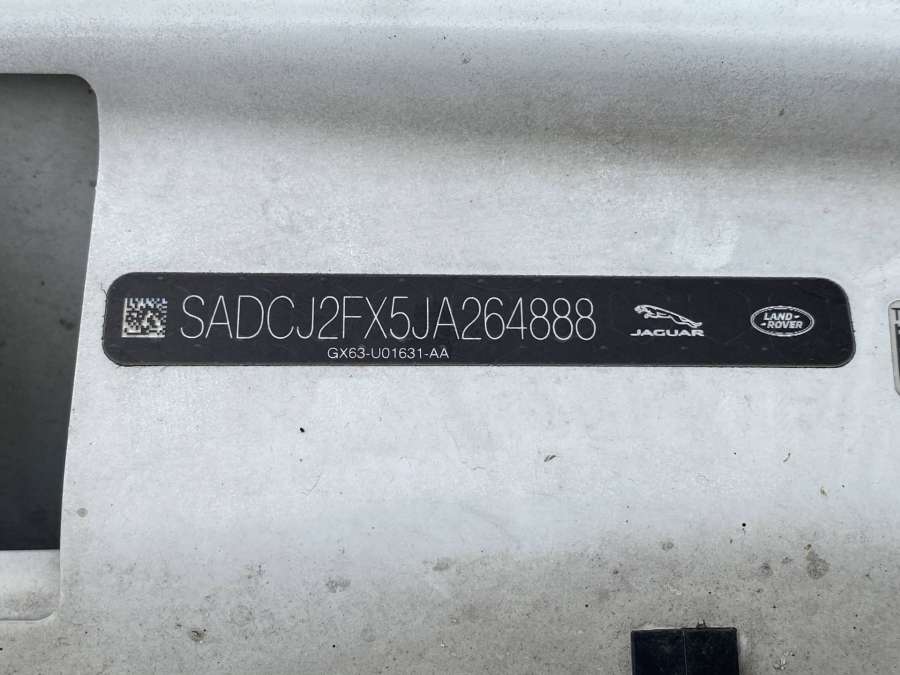 SADCJ2FX5JA264888
GX63-U01631-AA
JAGUAR
LAND-
-ROVER